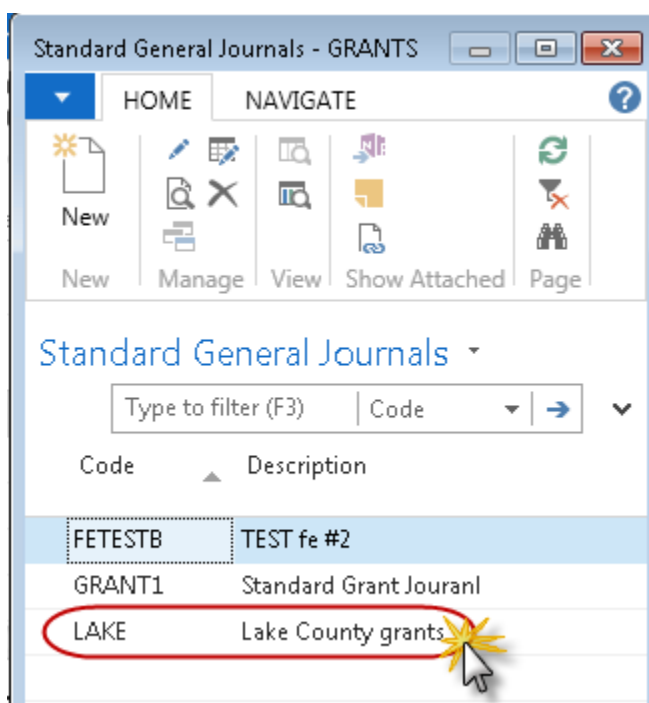 Standard General Journals - GRANTS
HOME NAVIGATE
New
New Manage View Show Attached Page
Standard General Journals
Type to filter (F3) Code
Code Description
FETESTB TEST fe #2
GRANT1 Standard Grant Jouranl
LAKE Lake County grants